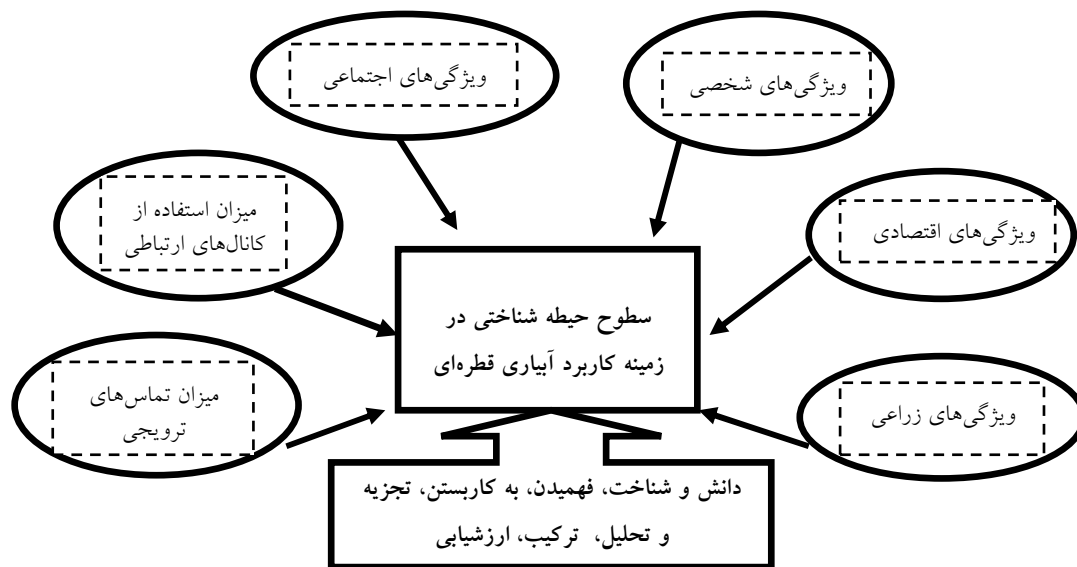 ویژگی‌های شخصی
ویژگی‌های اجتماعی
ویژگی‌های اقتصادی
میزان استفاده از
کانال‌های ارتباطی
سطوح حیطه شناختی در
زمینه کاربرد آبیاری قطره‌ای
ویژگی‌های زراعی
میزان تماس‌های
ترویجی
دانش و شناخت، فهمیدن، به کاربستن، تجزیه
و تحلیل، ترکیب، ارزشیابی